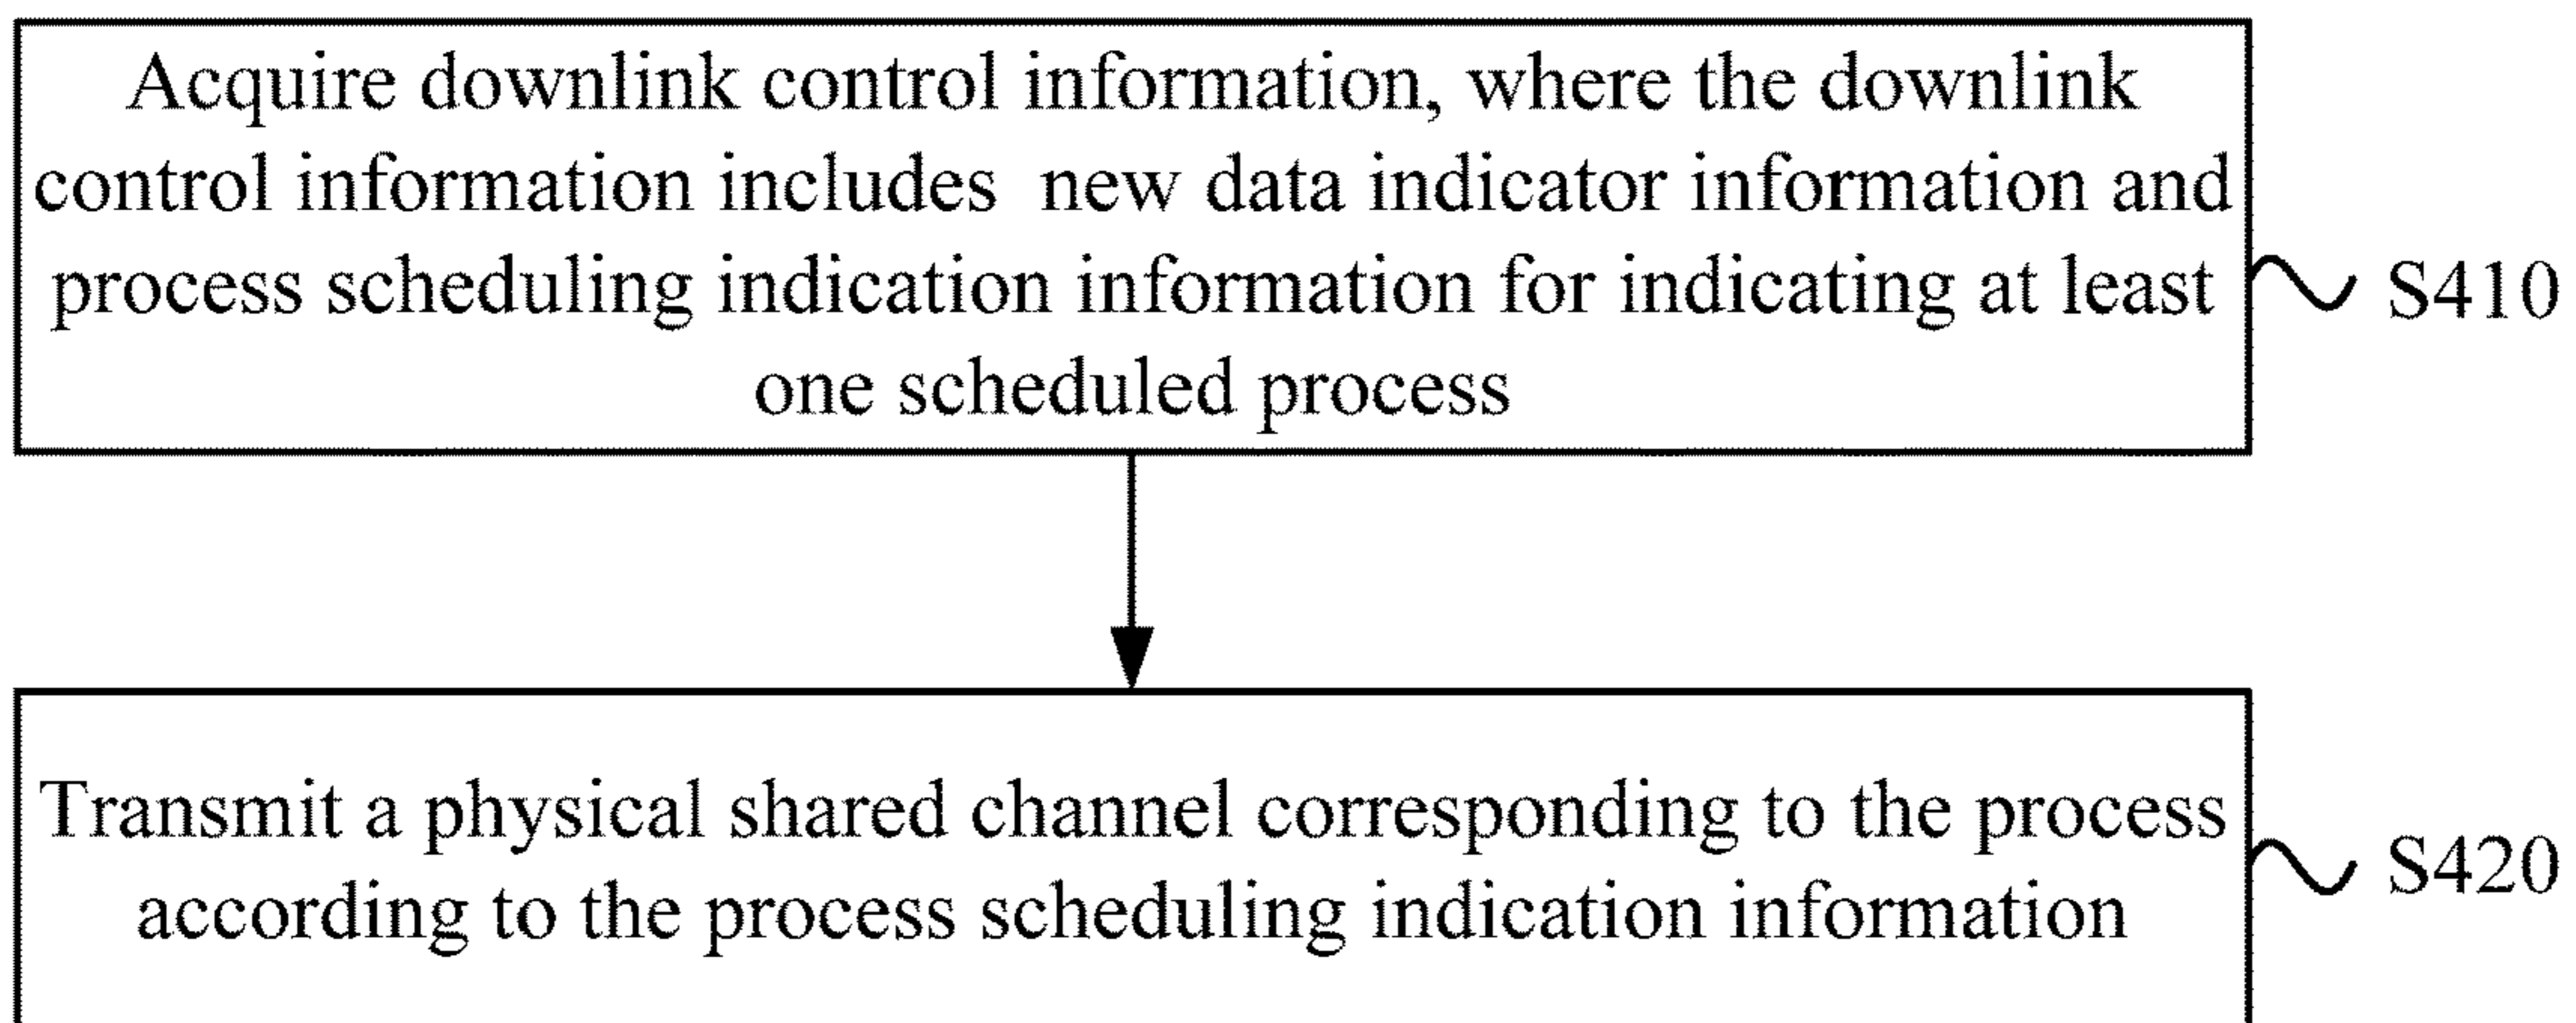 Acquire downlink control information, where the downlink
control information includes new data indicator information and
process scheduling indication information for indicating at least
one scheduled process
S410
Transmit a physical shared channel corresponding to the process
according to the process scheduling indication information
S420